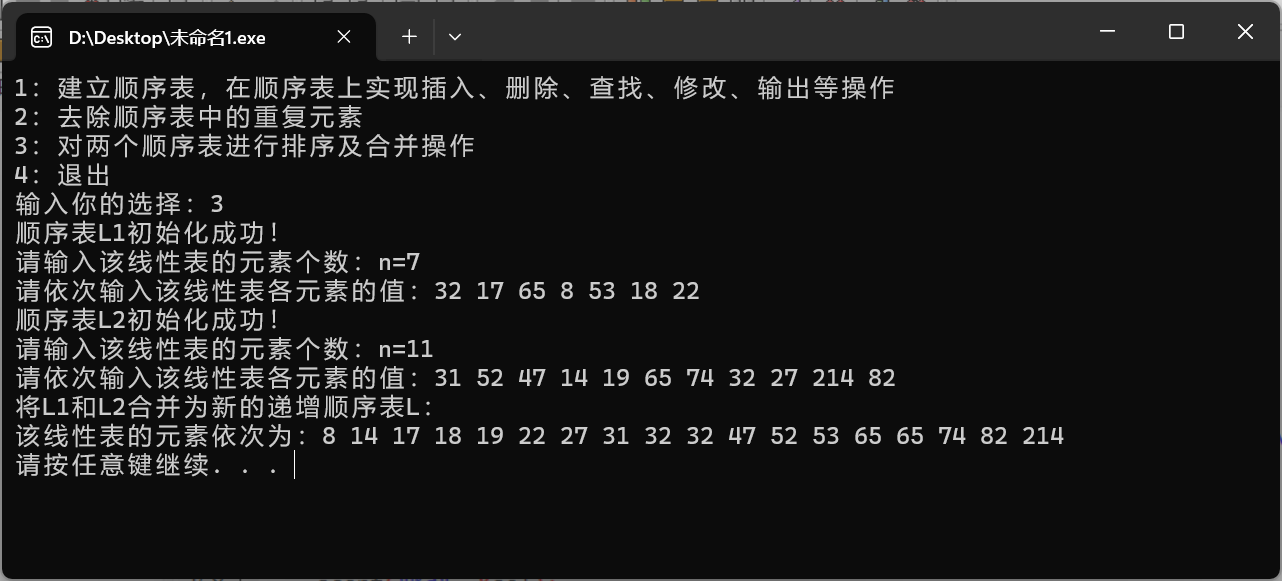 D:\Desktop\未命名1.exe
1: 建立顺序表，在顺序表上实现插入、删除、查找、修改、输出等操作
2: 去除顺序表中的重复元素
3: 对两个顺序表进行排序及合并操作
4: 退出
输入你的选择：3
顺序表L1初始化成功！
请输入该线性表的元素个数：n=7
请依次输入该线性表各元素的值：32 17 65 8 53 18 22
顺序表L2初始化成功！
请输入该线性表的元素个数：n=11
请依次输入该线性表各元素的值：31 52 47 14 19 65 74 32 27 214 82
将L1和L2合并为新的递增顺序表L：
该线性表的元素依次为：8 14 17 18 19 22 27 31 32 32 47 52 53 65 65 74 82 214
请按任意键继续. . .